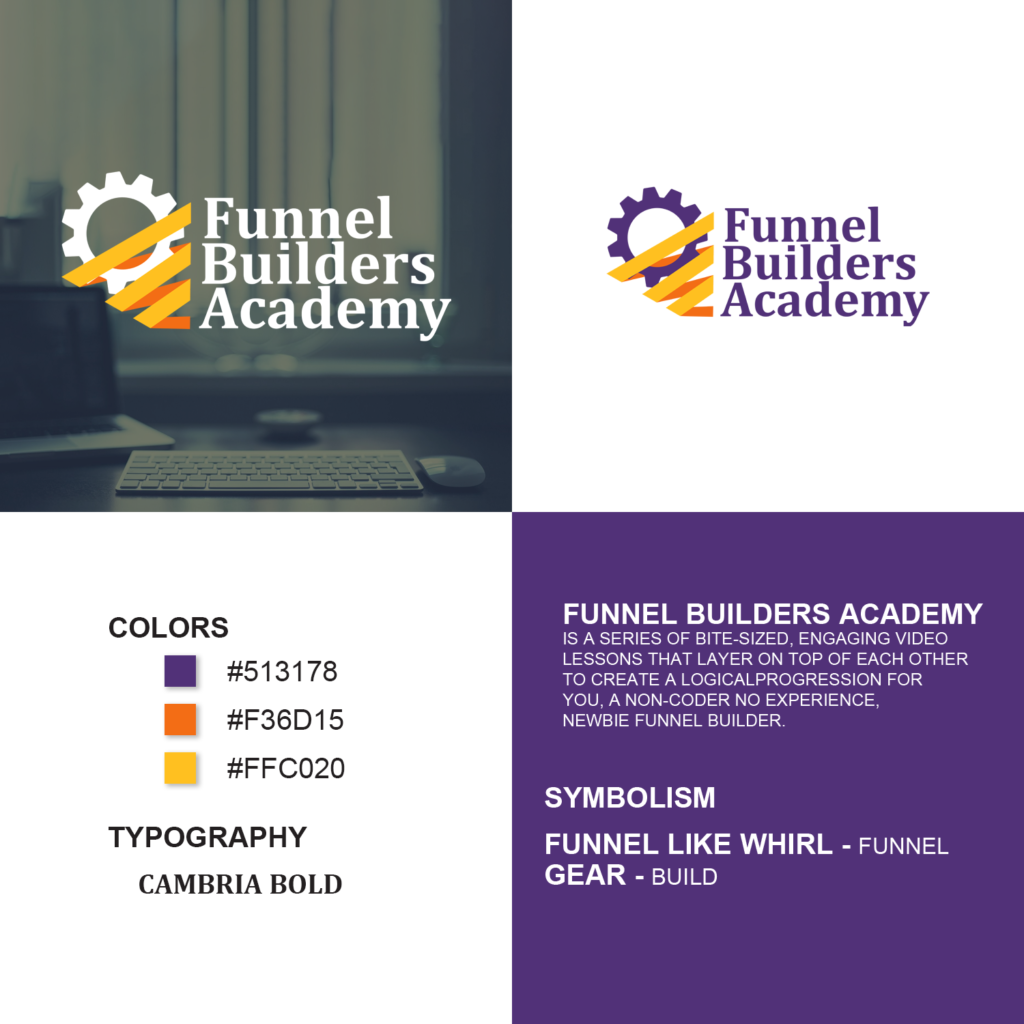 Funnel
Builders
Academy
Funnel
Builders
Academy
COLORS
#513178
#F36D15
#FFC020
TYPOGRAPHY
CAMBRIA BOLD
FUNNEL BUILDERS ACADEMY
IS A SERIES OF BITE-SIZED, ENGAGING VIDEO
LESSONS THAT LAYER ON TOP OF EACH OTHER
TO CREATE A LOGICALPROGRESSION FOR
YOU, A NON-CODER NO EXPERIENCE,
NEWBIE FUNNEL BUILDER.
SYMBOLISM
FUNNEL LIKE WHIRL - FUNNEL
GEAR - BUILD